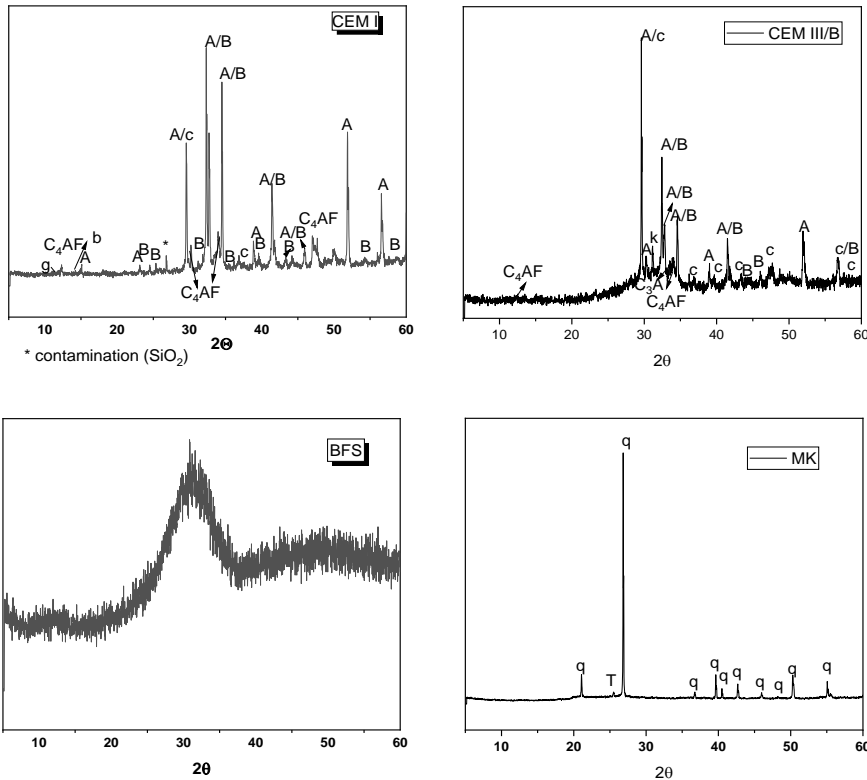 CEM I
A/B
A/B
A/c
A
A/B
A
C₄AF
b
g
A
A
B
B
*
B
C₄AF
B
c
A
B
B
A/B
B
C₄AF
B
B
10
20
30
40
50
60
2Θ
* contamination (SiO₂)
CEM III/B
A/c
A/B
A/B
A/B
k
A
C₃A
C₄AF
C₄AF
c
A
c
A/B
c
B
B
c
A
c/B
c
10
20
30
40
50
60
2θ
BFS
10
20
30
40
50
60
2θ
MK
q
q
T
q
q
q
q
q
q
q
q
10
20
30
40
50
60
2θ